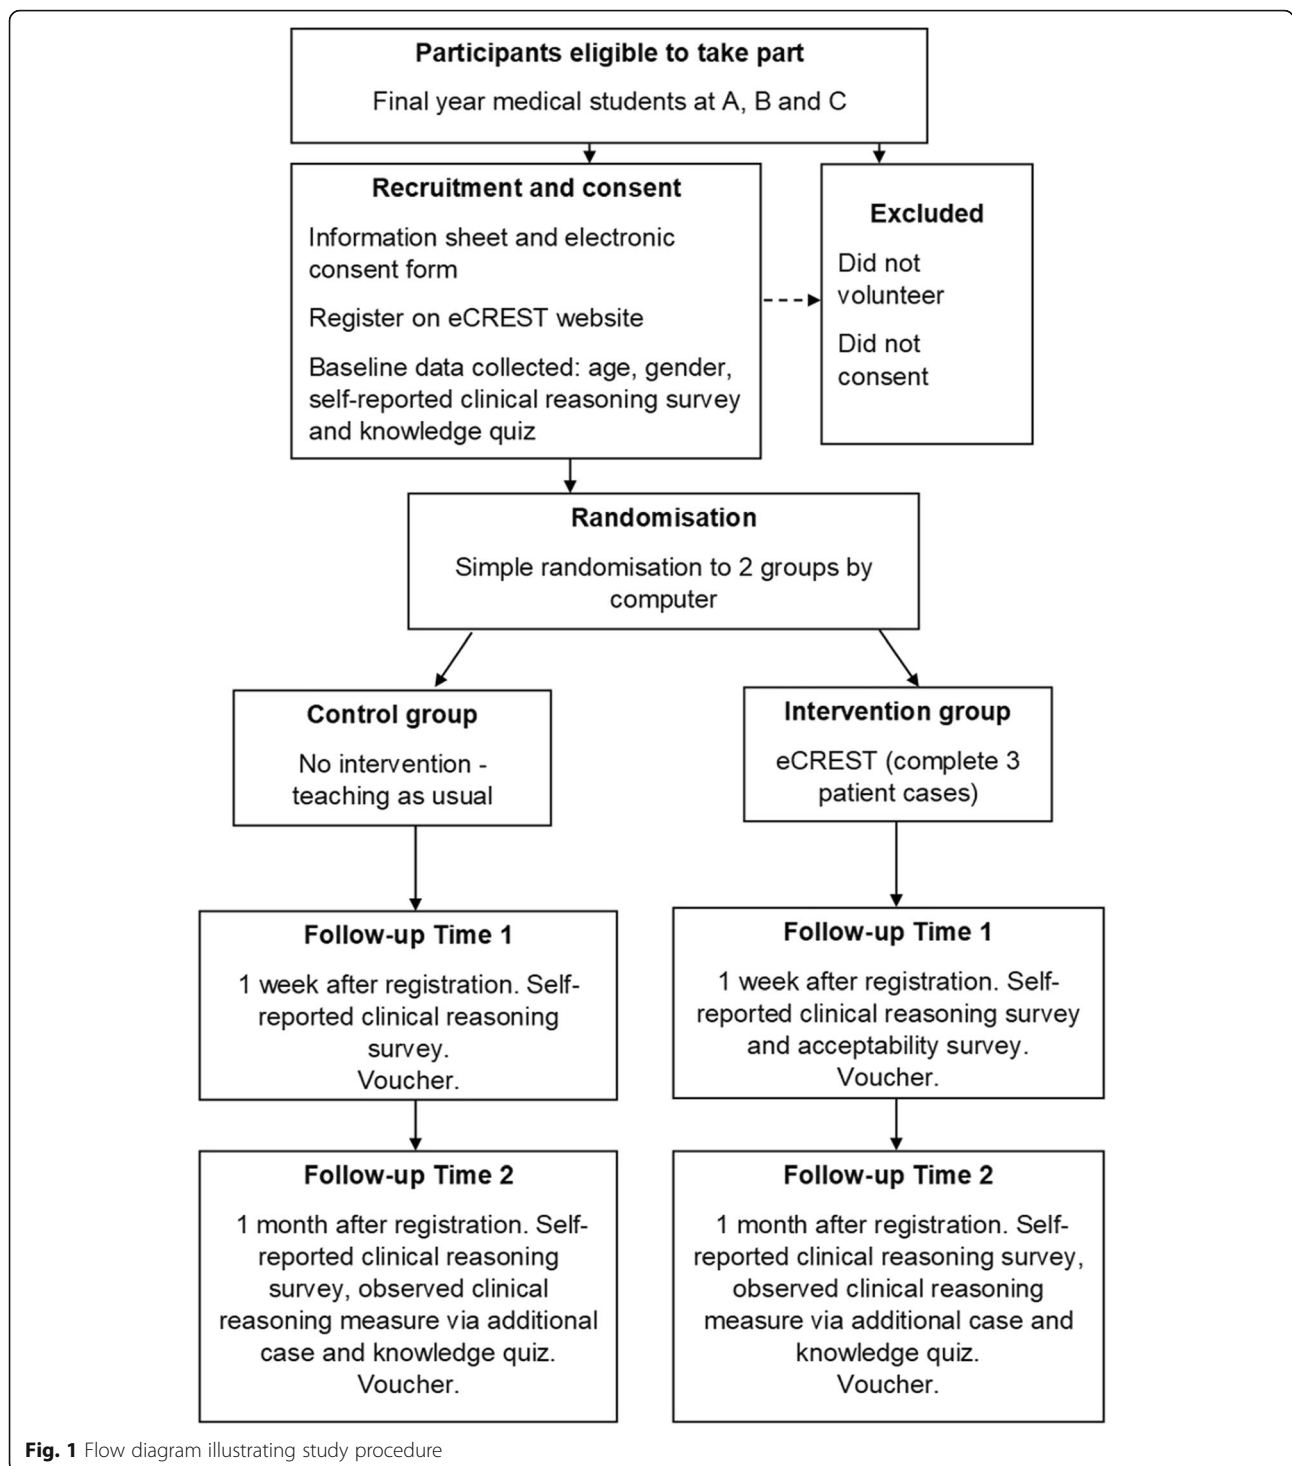 Participants eligible to take part
Final year medical students at A, B and C
Recruitment and consent
Information sheet and electronic
consent form
Register on eCREST website
Baseline data collected: age, gender,
self-reported clinical reasoning survey
and knowledge quiz
Excluded
Did not
volunteer
Did not
consent
Randomisation
Simple randomisation to 2 groups by
computer
Control group
No intervention -
teaching as usual
Intervention group
eCREST (complete 3
patient cases)
Follow-up Time 1
1 week after registration. Self-
reported clinical reasoning
survey.
Voucher.
Follow-up Time 1
1 week after registration. Self-
reported clinical reasoning survey
and acceptability survey.
Voucher.
Follow-up Time 2
1 month after registration. Self-
reported clinical reasoning
survey, observed clinical
reasoning measure via additional
case and knowledge quiz.
Voucher.
Follow-up Time 2
1 month after registration. Self-
reported clinical reasoning survey,
observed clinical reasoning
measure via additional case and
knowledge quiz.
Voucher.
Fig. 1 Flow diagram illustrating study procedure